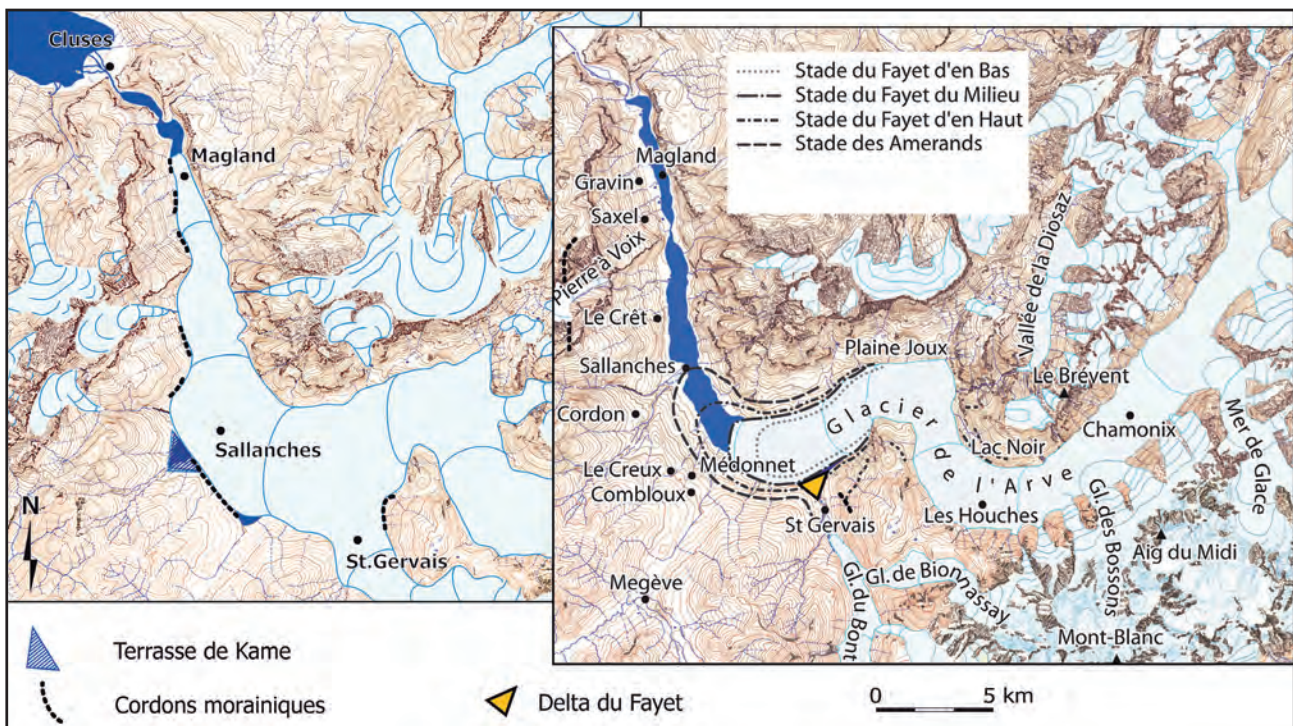 Cluses
Magland
Sallanches
St.Gervais
N
Stade du Fayet d'en Bas
Stade du Fayet du Milieu
Stade du Fayet d'en Haut
Stade des Amerands
Magland
Gravin
Saxel
Pierre à Voix
Le Crêt
Sallanches
Cordon
Le Creux
Combloux
Médonnet
Megève
St Gervais
Plaine Joux
Vallée de la Diosaz
Le Brévent
Chamonix
Lac Noir
Glacier de l'Arve
Les Houches
Mer de Glace
Gl. des Bossons
Aig du Midi
Gl. de Bionnassay
Gl. du Bont
Mont-Blanc
Terrasse de Kame
Cordons morainiques
Delta du Fayet
0 5 km